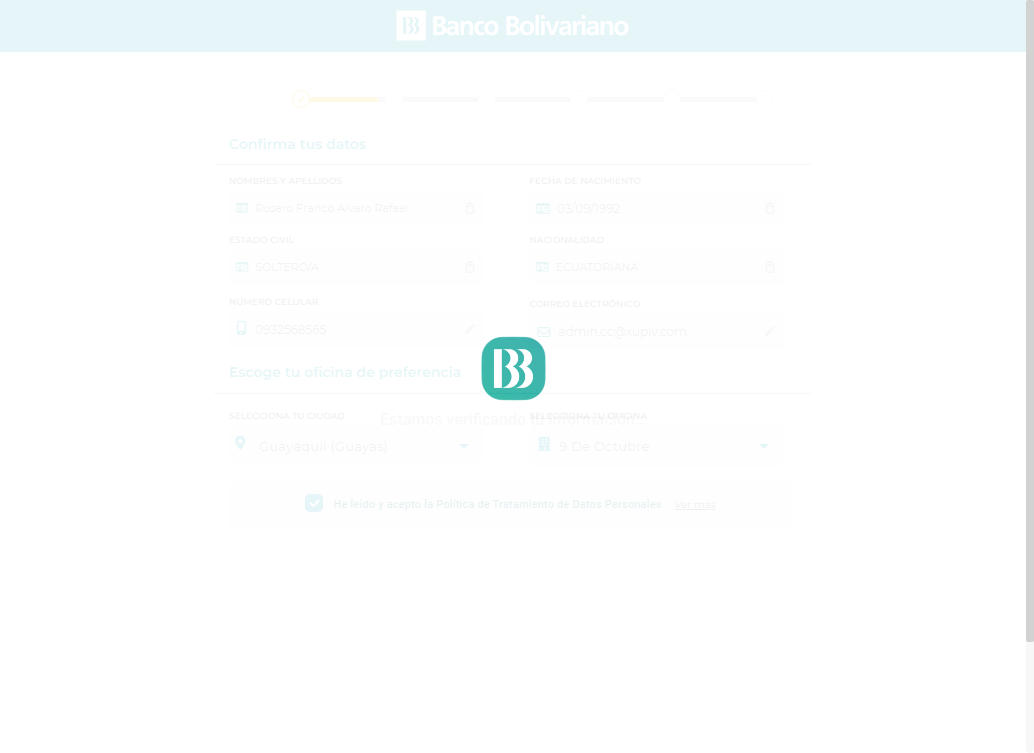 Banco Bolivariano
Confirma tus datos
NOMBRES Y APELLIDOS
FECHA DE NACIMIENTO
Rosero Franco Alvaro Rafael
03/09/1992
ESTADO CIVIL
NACIONALIDAD
SOLTERO/A
ECUATORIANA
NÚMERO CELULAR
CORREO ELECTRÓNICO
0932568565
admin.cc@xupiv.com
Escoge tu oficina de preferencia
SELECCIONA TU CIUDAD
SELECCIONA TU OFICINA
Estamos verificando tu información...
Guayaquil (Guayas)
9 De Octubre
He leído y acepto la Política de Tratamiento de Datos Personales Ver más